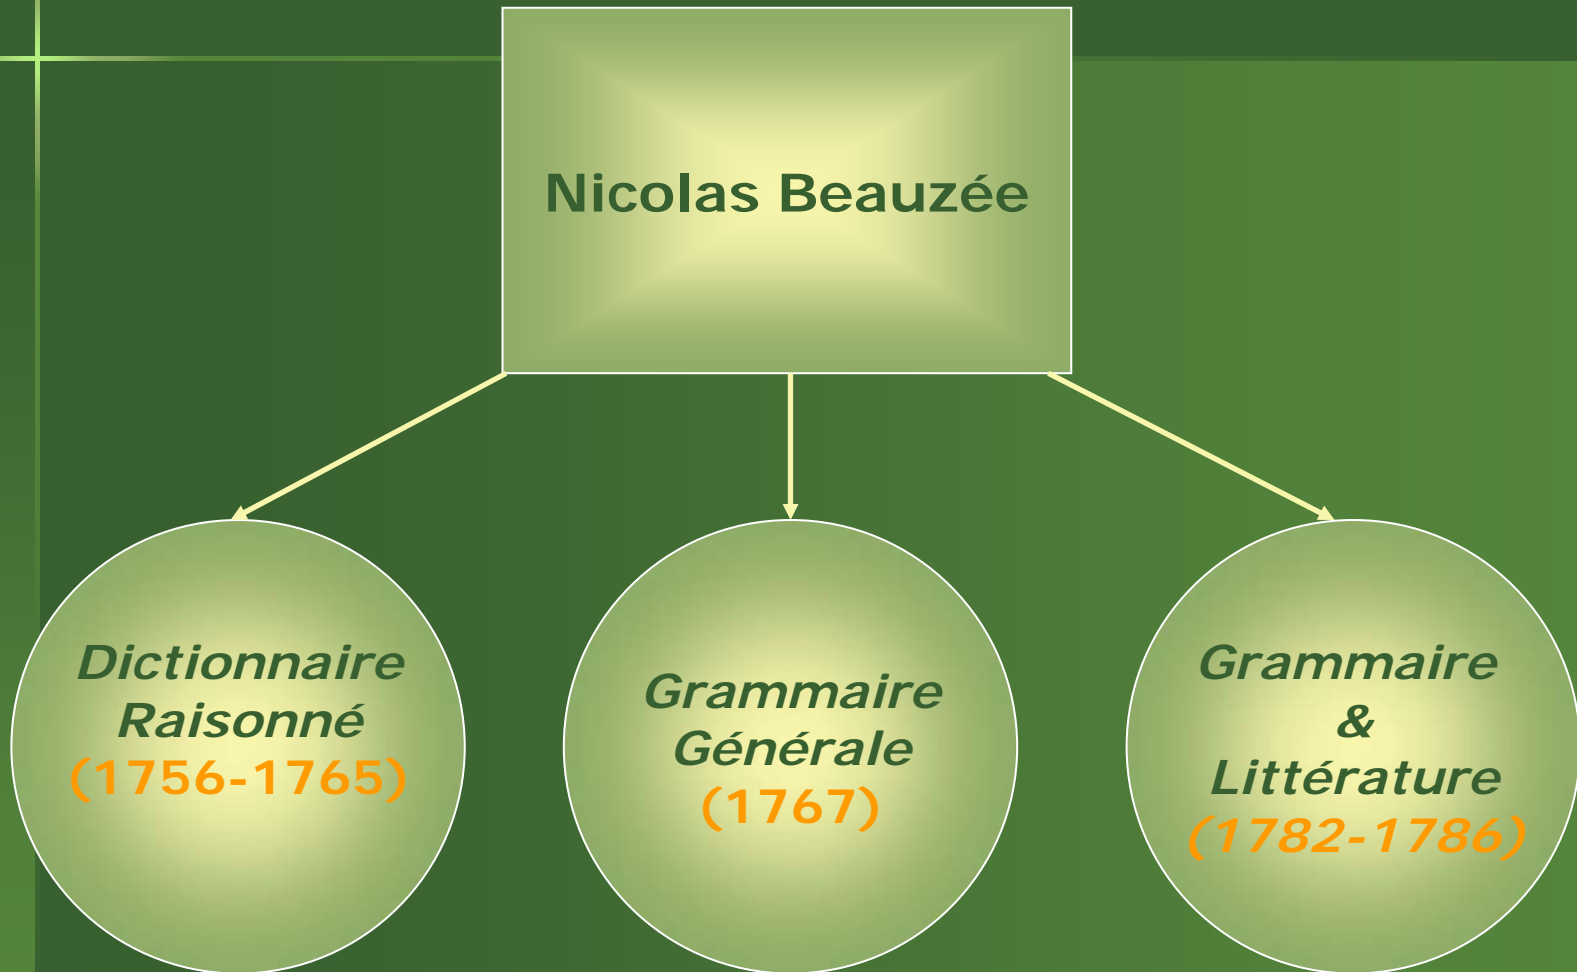 Nicolas Beauzée
Dictionnaire
Raisonné
(1756-1765)
Grammaire
Générale
(1767)
Grammaire
&
Littérature
(1782-1786)